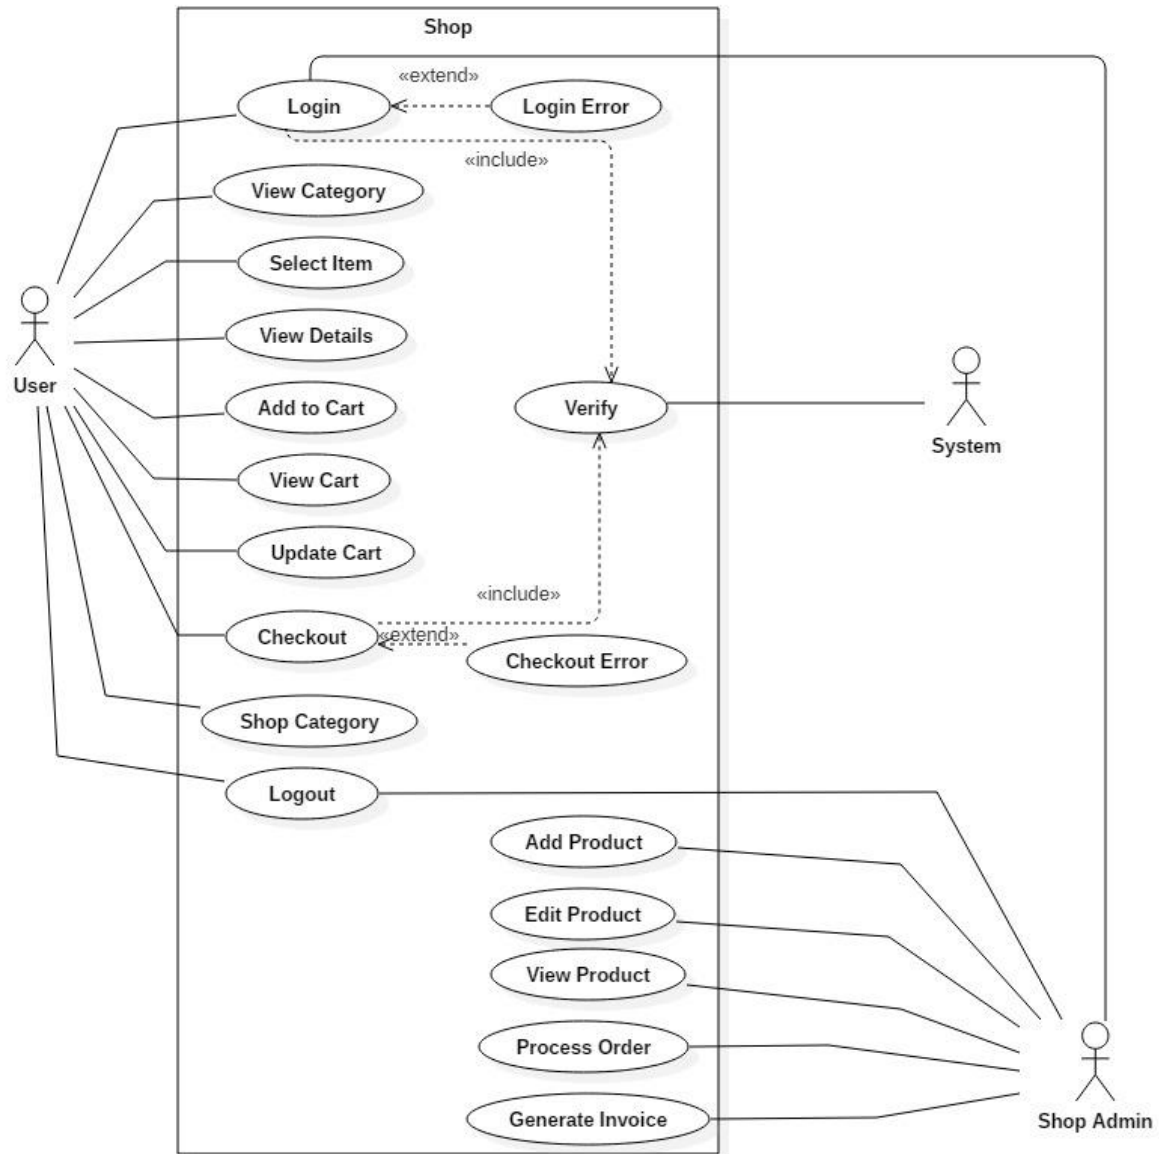 Shop
«extend»
Login
Login Error
«include»
View Category
Select Item
View Details
User
Add to Cart
Verify
System
View Cart
Update Cart
«include»
Checkout
«extend»
Checkout Error
Shop Category
Logout
Add Product
Edit Product
View Product
Process Order
Generate Invoice
Shop Admin